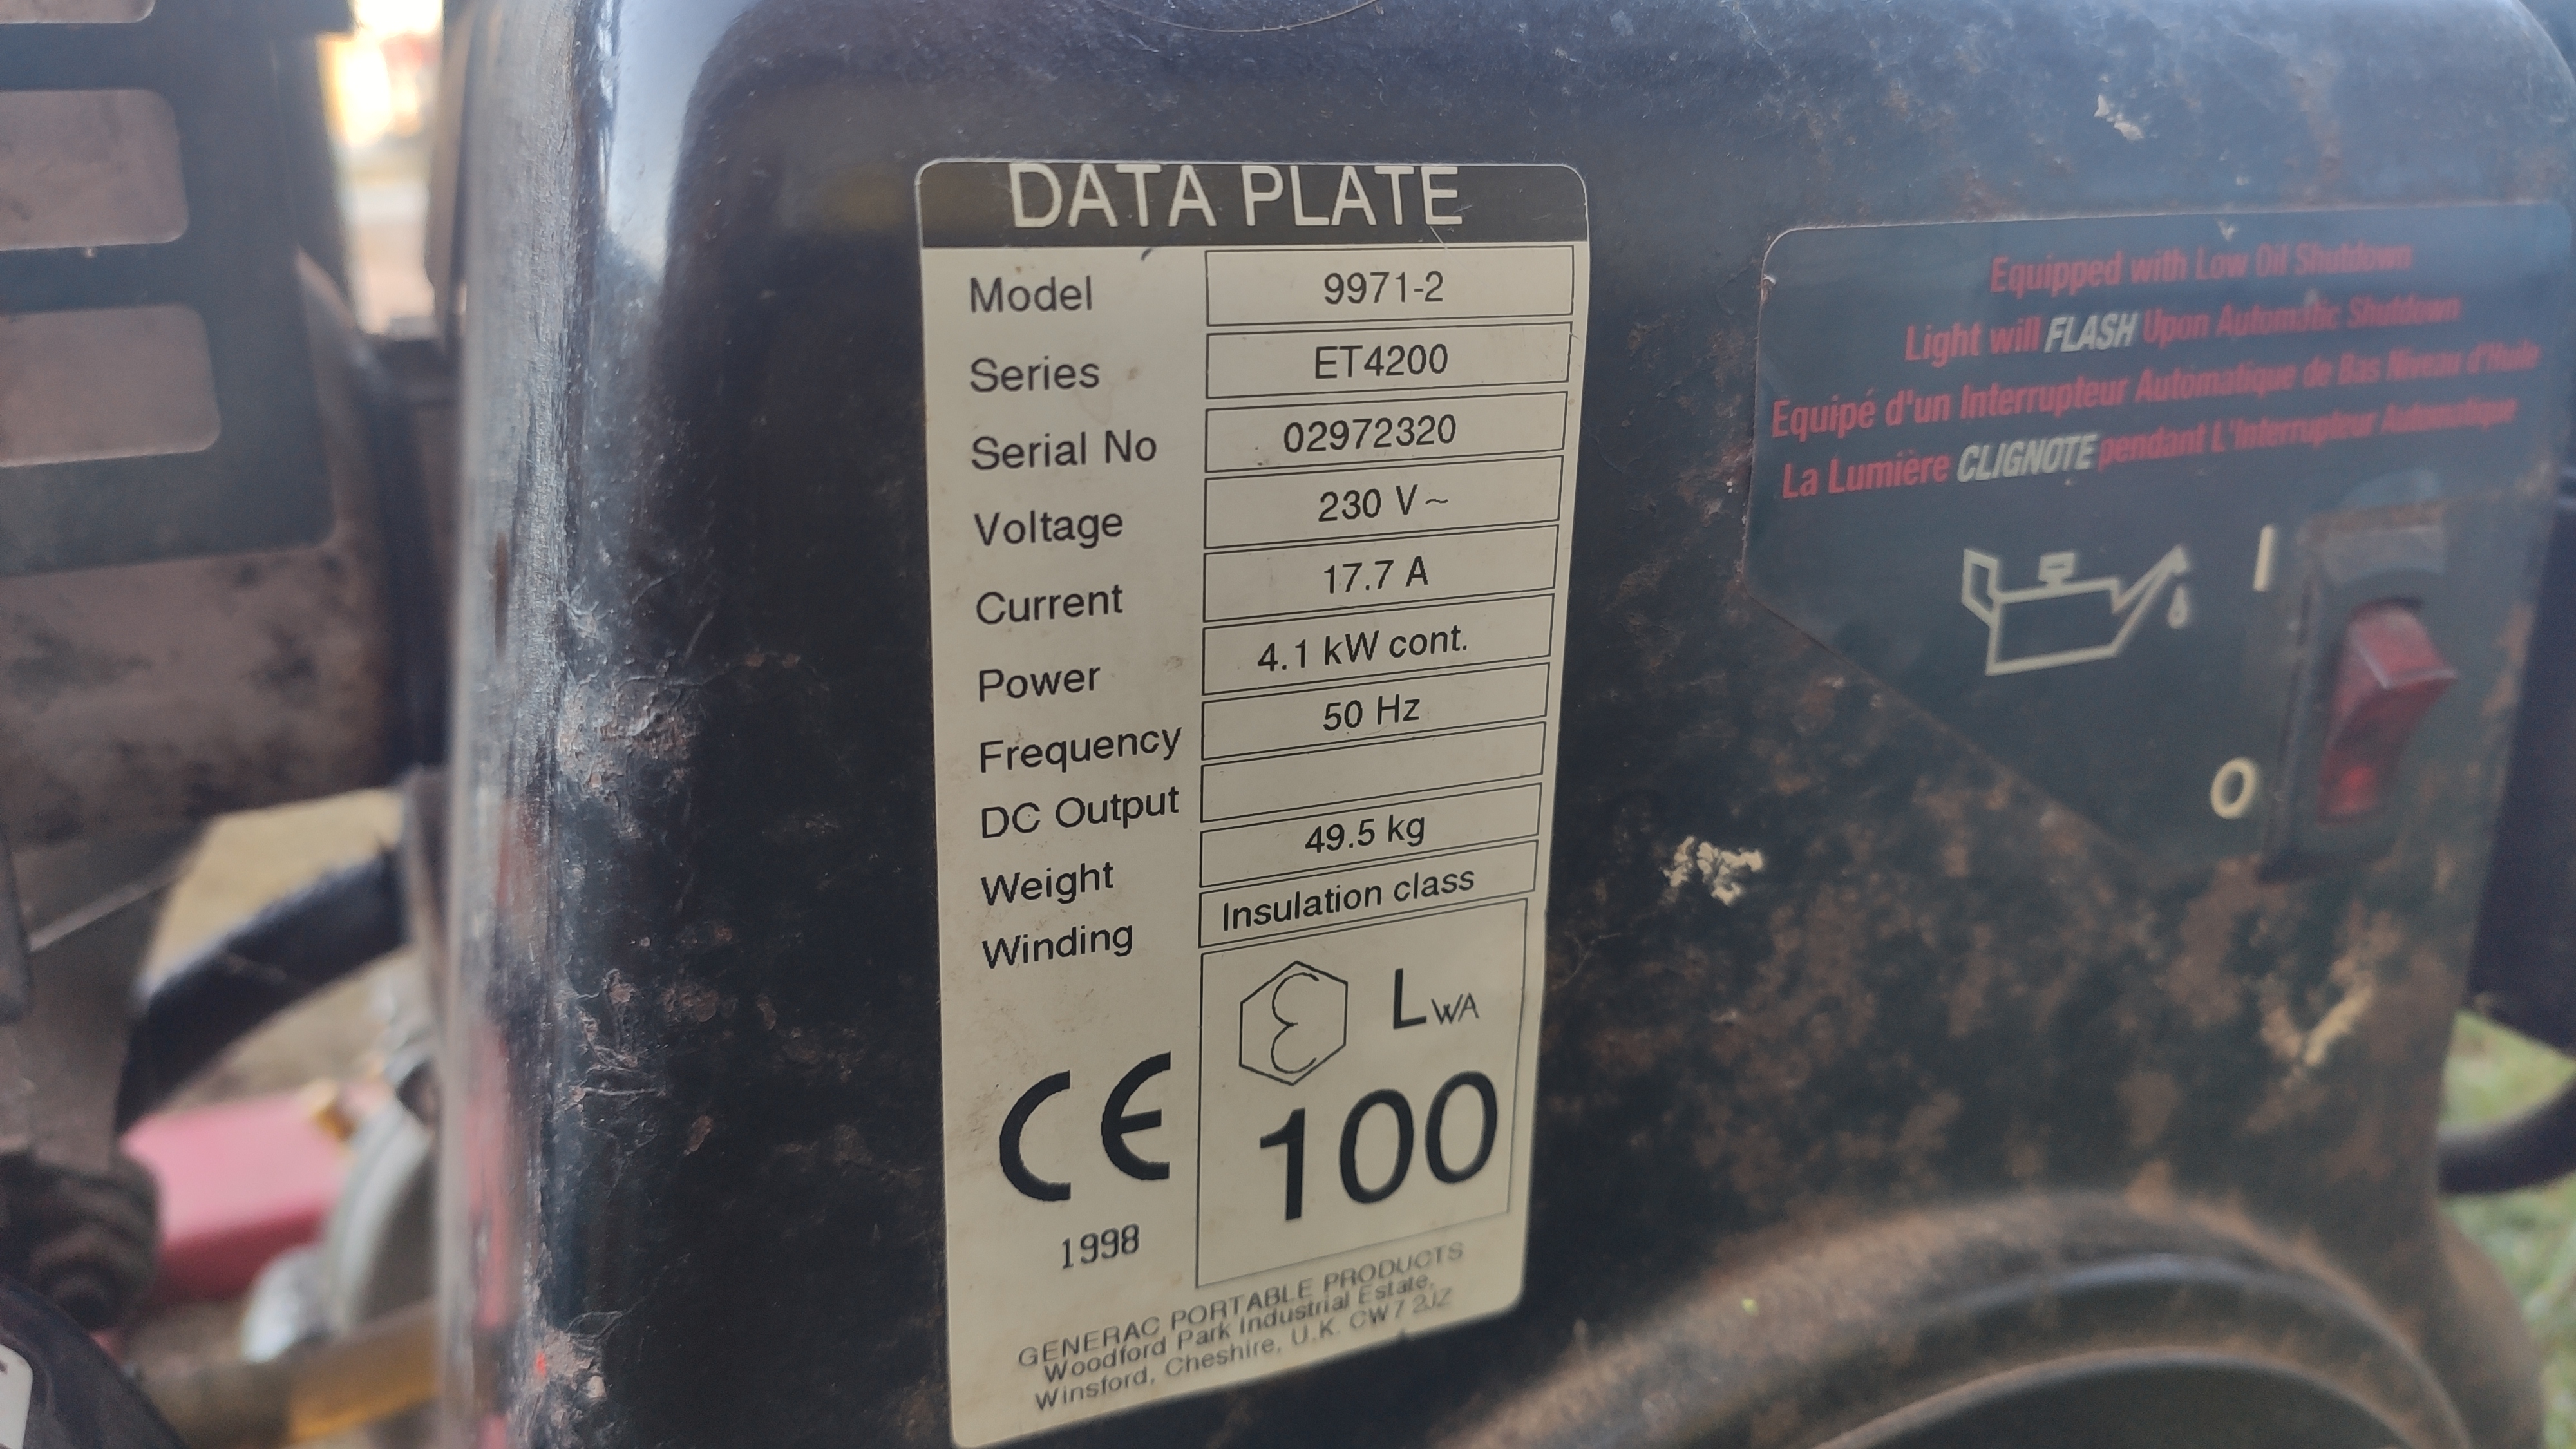 DATA PLATE
Model 9971-2
Series ET4200
Serial No 02972320
Voltage 230 V~
Current 17.7 A
Power 4.1 kW cont.
Frequency 50 Hz
DC Output
Weight 49.5 kg
Winding Insulation class
LWA
100
CE
1998
GENERAC PORTABLE PRODUCTS
Woodford Park Industrial Estate,
Winsford, Cheshire, U.K. CW7 2JZ
Equipped with Low Oil Shutdown
Light will FLASH Upon Automatic Shutdown
Equipé d'un Interrupteur Automatique de Bas Niveau d'Huile
La Lumière CLIGNOTE pendant L'Interrupteur Automatique
I
O